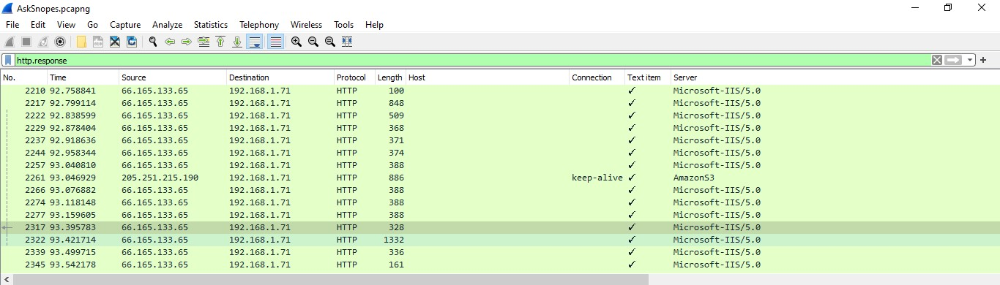 AskSnopes.pcapng
File Edit View Go Capture Analyze Statistics Telephony Wireless Tools Help
http.response
No. Time Source Destination Protocol Length Host Connection Text item Server
2210 92.758841 66.165.133.65 192.168.1.71 HTTP 100 ✓ Microsoft-IIS/5.0
2217 92.799114 66.165.133.65 192.168.1.71 HTTP 848 ✓ Microsoft-IIS/5.0
2222 92.838599 66.165.133.65 192.168.1.71 HTTP 509 ✓ Microsoft-IIS/5.0
2229 92.878404 66.165.133.65 192.168.1.71 HTTP 368 ✓ Microsoft-IIS/5.0
2237 92.918636 66.165.133.65 192.168.1.71 HTTP 371 ✓ Microsoft-IIS/5.0
2244 92.958344 66.165.133.65 192.168.1.71 HTTP 374 ✓ Microsoft-IIS/5.0
2257 93.040810 66.165.133.65 192.168.1.71 HTTP 388 ✓ Microsoft-IIS/5.0
2261 93.046929 205.251.215.190 192.168.1.71 HTTP 886 keep-alive ✓ AmazonS3
2266 93.076882 66.165.133.65 192.168.1.71 HTTP 388 ✓ Microsoft-IIS/5.0
2274 93.118148 66.165.133.65 192.168.1.71 HTTP 388 ✓ Microsoft-IIS/5.0
2277 93.159605 66.165.133.65 192.168.1.71 HTTP 388 ✓ Microsoft-IIS/5.0
2317 93.395783 66.165.133.65 192.168.1.71 HTTP 328 ✓ Microsoft-IIS/5.0
2322 93.421714 66.165.133.65 192.168.1.71 HTTP 1332 ✓ Microsoft-IIS/5.0
2339 93.499715 66.165.133.65 192.168.1.71 HTTP 336 ✓ Microsoft-IIS/5.0
2345 93.542178 66.165.133.65 192.168.1.71 HTTP 161 ✓ Microsoft-IIS/5.0